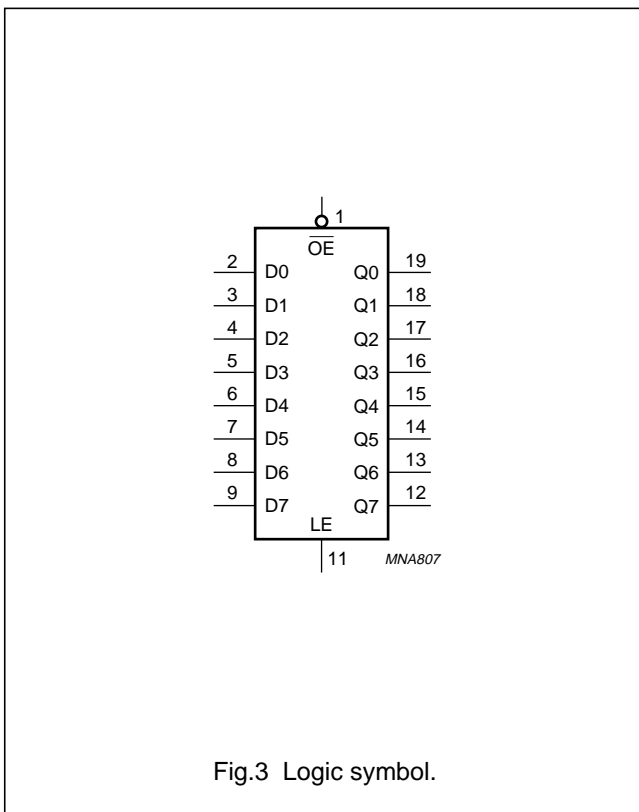 1
OE
2 D0 Q0 19
3 D1 Q1 18
4 D2 Q2 17
5 D3 Q3 16
6 D4 Q4 15
7 D5 Q5 14
8 D6 Q6 13
9 D7 Q7 12
LE
11 MNA807
Fig.3 Logic symbol.